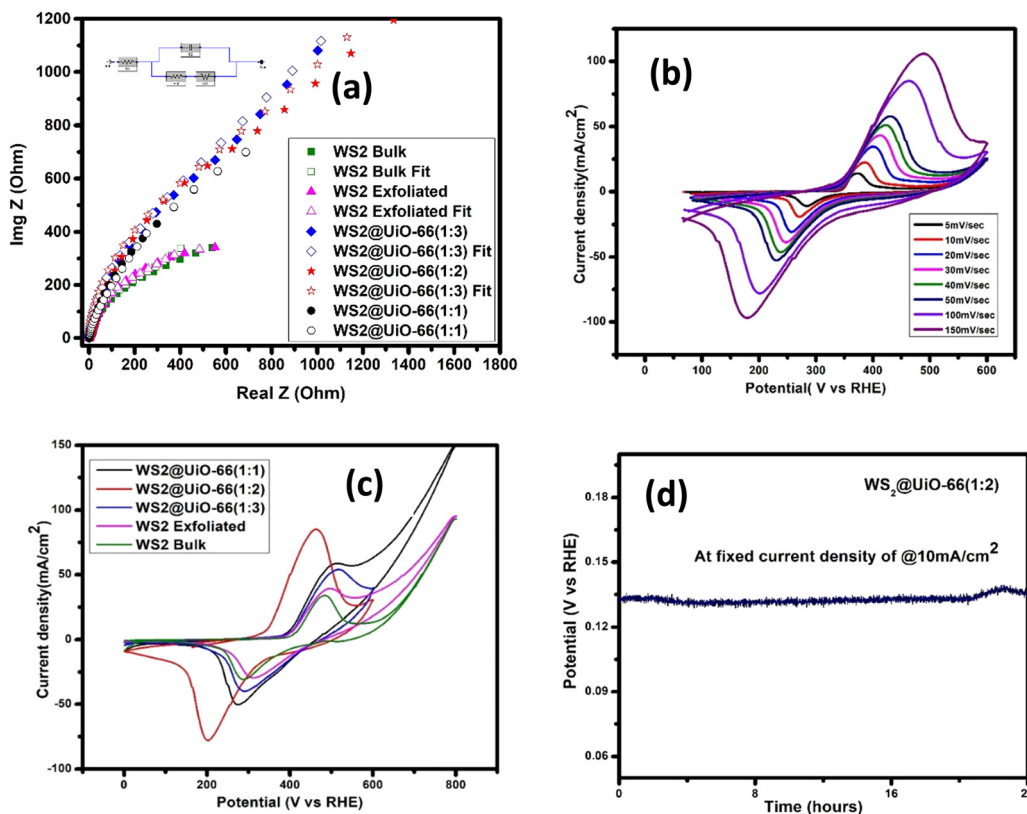 1200
1000
800
600
400
200
0
Img Z (Ohm)
(a)
WS2 Bulk
WS2 Bulk Fit
WS2 Exfoliated
WS2 Exfoliated Fit
WS2@UiO-66(1:3)
WS2@UiO-66(1:3) Fit
WS2@UiO-66(1:2)
WS2@UiO-66(1:3) Fit
WS2@UiO-66(1:1)
WS2@UiO-66(1:1)
0 200 400 600 800 1000 1200 1400 1600 1800
Real Z (Ohm)
(b)
100
50
0
-50
-100
Current density(mA/cm²)
5mV/sec
10mV/sec
20mV/sec
30mV/sec
40mV/sec
50mV/sec
100mV/sec
150mV/sec
0 100 200 300 400 500 600
Potential( V vs RHE)
150
100
50
0
-50
-100
Current density(mA/cm²)
(c)
WS2@UiO-66(1:1)
WS2@UiO-66(1:2)
WS2@UiO-66(1:3)
WS2 Exfoliated
WS2 Bulk
0 200 400 600 800
Potential (V vs RHE)
(d)
WS₂@UiO-66(1:2)
At fixed current density of @10mA/cm²
0.18
0.15
0.12
0.09
0.06
Potential (V vs RHE)
0 8 16 2
Time (hours)